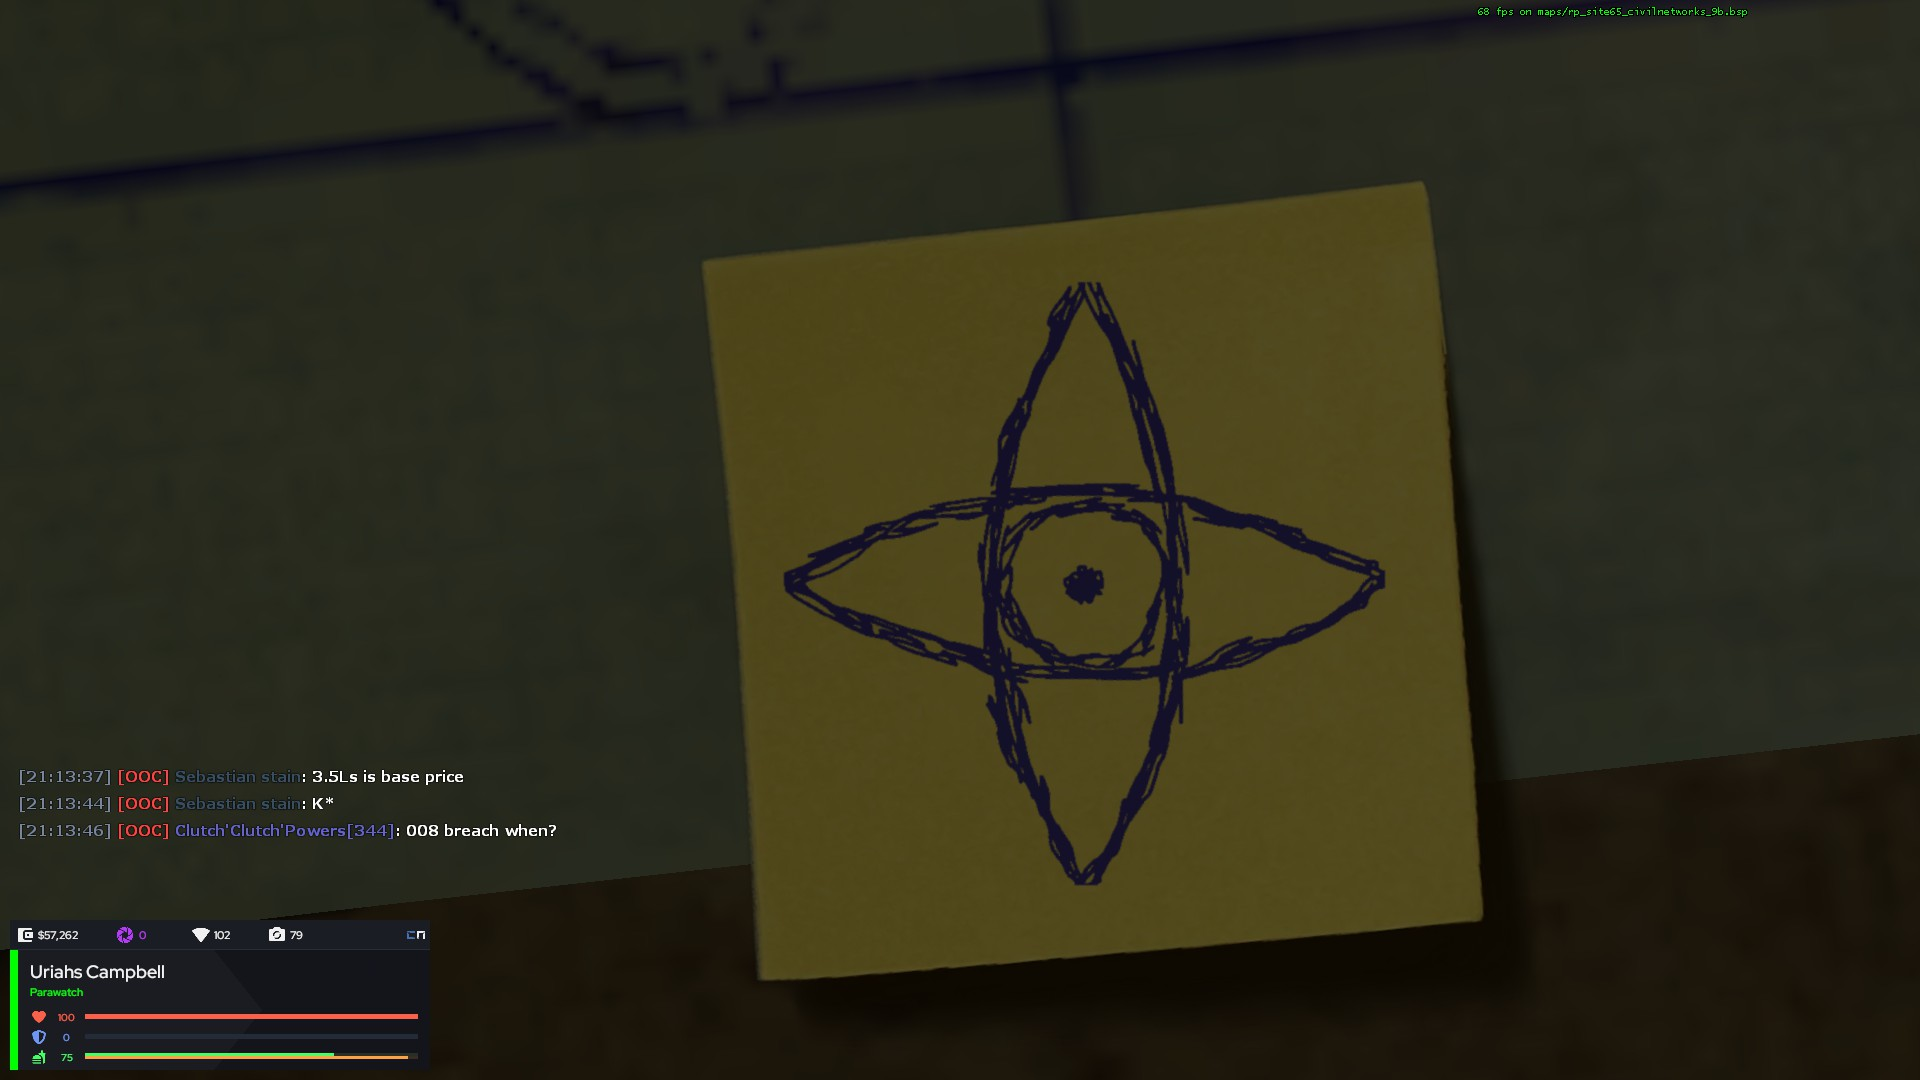 68 fps on maps/rp_site65_civilnetworks_9b.bsp
[21:13:37] [OOC] Sebastian stain: 3.5Ls is base price
[21:13:44] [OOC] Sebastian stain: K*
[21:13:46] [OOC] Clutch'Clutch'Powers[344]: 008 breach when?
$57,262 0 102 79 cn
Uriahs Campbell
Parawatch
100
0
75